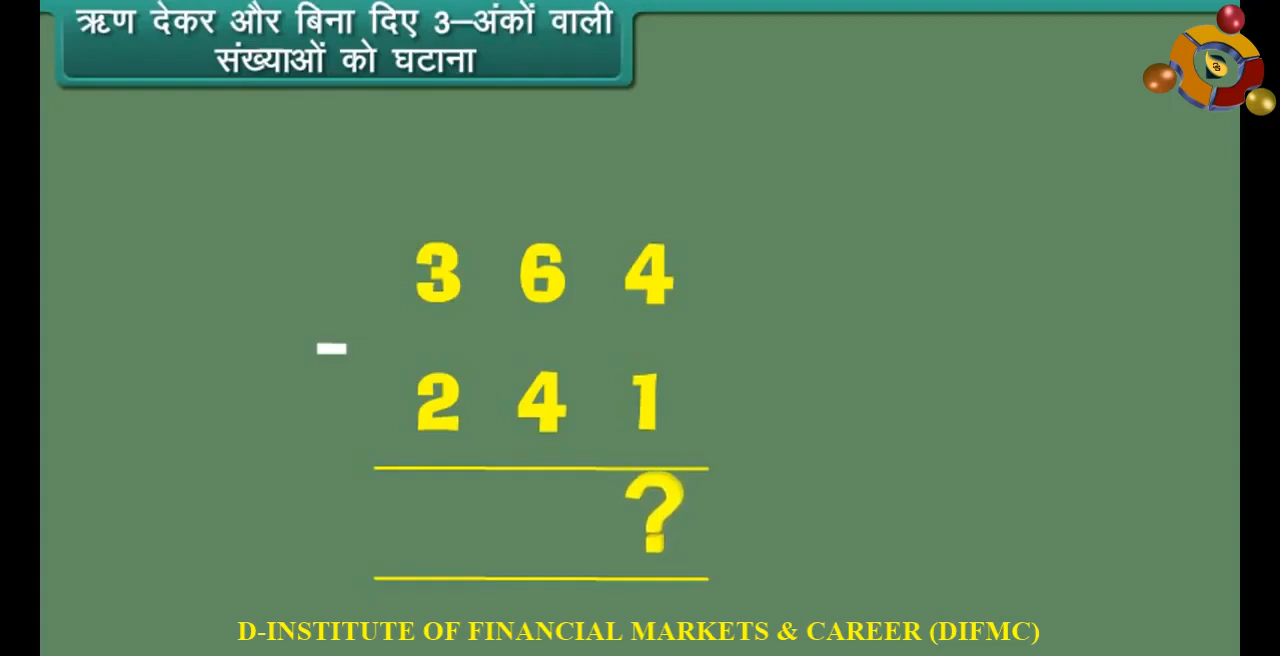 ऋण देकर और बिना दिए 3–अंकों वाली
संख्याओं को घटाना
3 6 4
-
2 4 1
?
D-INSTITUTE OF FINANCIAL MARKETS & CAREER (DIFMC)